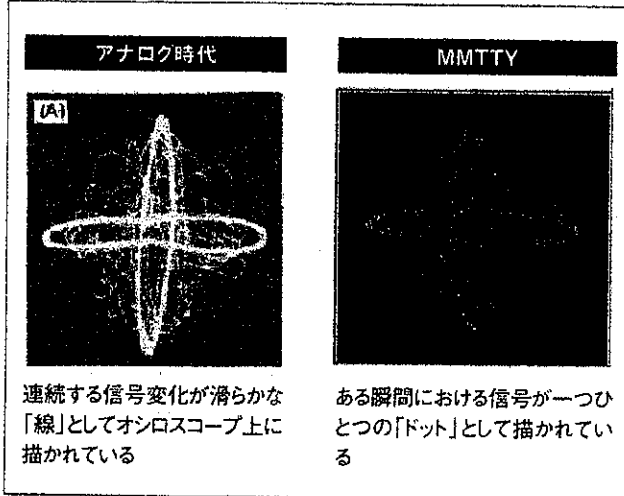 アナログ時代
(A)
連続する信号変化が滑らかな
「線」としてオシロスコープ上に
描かれている
MMTTY
ある瞬間における信号が一つひ
とつの「ドット」として描かれてい
る